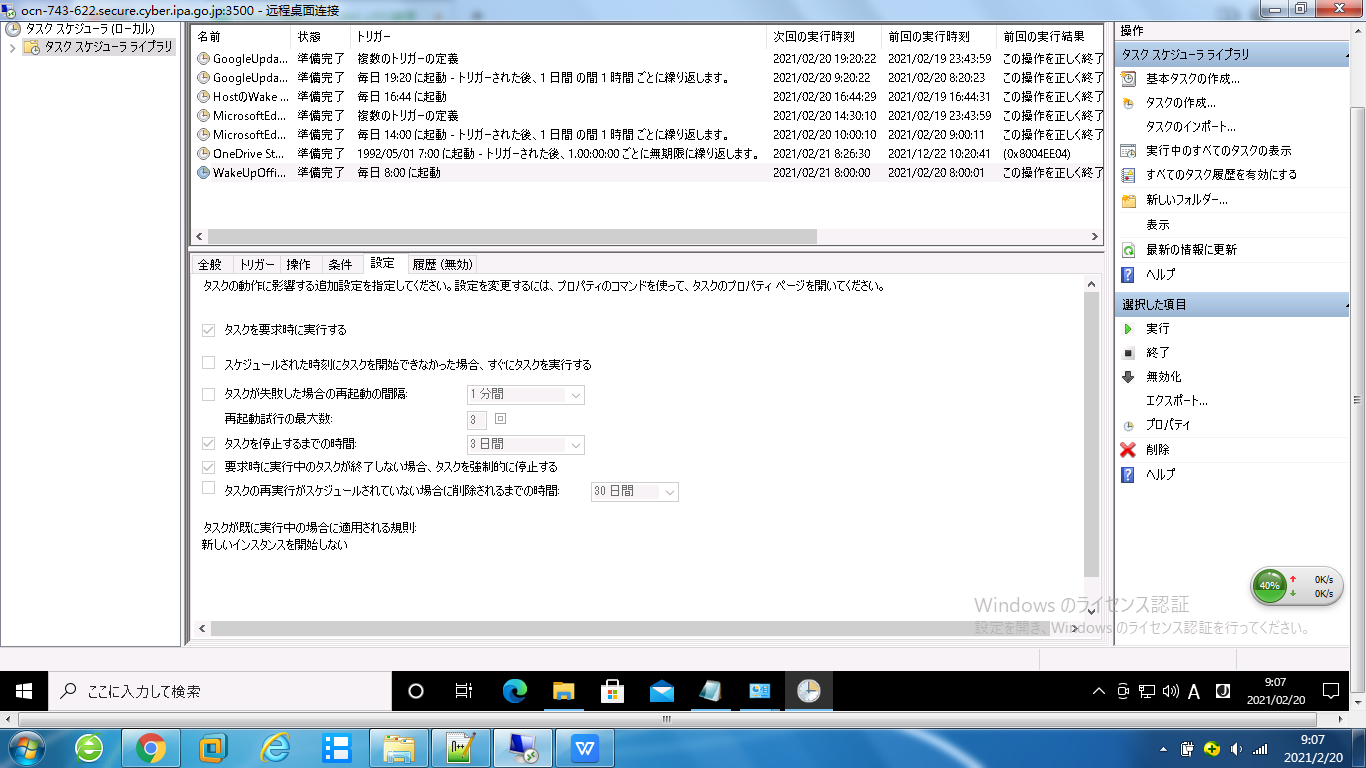 ocn-743-622.secure.cyber.ipa.go.jp:3500 - 远程桌面连接
タスク スケジューラ (ローカル)
タスク スケジューラ ライブラリ
名前 状態 トリガー 次回の実行時刻 前回の実行時刻 前回の実行結果
GoogleUpda... 準備完了 複数のトリガーの定義 2021/02/20 19:20:22 2021/02/19 23:43:59 この操作を正しく終了
GoogleUpda... 準備完了 毎日 19:20 に起動 - トリガーされた後、1 日間 の間 1 時間 ごとに繰り返します。 2021/02/20 9:20:22 2021/02/20 8:20:23 この操作を正しく終了
HostのWake ... 準備完了 毎日 16:44 に起動 2021/02/20 16:44:29 2021/02/19 16:44:31 この操作を正しく終了
MicrosoftEd... 準備完了 複数のトリガーの定義 2021/02/20 14:30:10 2021/02/19 23:43:59 この操作を正しく終了
MicrosoftEd... 準備完了 毎日 14:00 に起動 - トリガーされた後、1 日間 の間 1 時間 ごとに繰り返します。 2021/02/20 10:00:10 2021/02/20 9:00:11 この操作を正しく終了
OneDrive St... 準備完了 1992/05/01 7:00 に起動 - トリガーされた後、1.00:00:00 ごとに無期限に繰り返します。 2021/02/21 8:26:30 2021/12/22 10:20:41 (0x8004EE04)
WakeUpOffi... 準備完了 毎日 8:00 に起動 2021/02/21 8:00:00 2021/02/20 8:00:01 この操作を正しく終了
全般 トリガー 操作 条件 設定 履歴 (無効)
タスクの動作に影響する追加設定を指定してください。設定を変更するには、プロパティのコマンドを使って、タスクのプロパティ ページを開いてください。
タスクを要求時に実行する
スケジュールされた時刻にタスクを開始できなかった場合、すぐにタスクを実行する
タスクが失敗した場合の再起動の間隔: 1 分間
再起動試行の最大数: 3 回
タスクを停止するまでの時間: 3 日間
要求時に実行中のタスクが終了しない場合、タスクを強制的に停止する
タスクの再実行がスケジュールされていない場合に削除されるまでの時間: 30 日間
タスクが既に実行中の場合に適用される規則:
新しいインスタンスを開始しない
操作
タスク スケジューラ ライブラリ
基本タスクの作成...
タスクの作成...
タスクのインポート...
実行中のすべてのタスクの表示
すべてのタスク履歴を有効にする
新しいフォルダー...
表示
最新の情報に更新
ヘルプ
選択した項目
実行
終了
無効化
エクスポート...
プロパティ
削除
ヘルプ
40% 0K/s
0K/s
Windows のライセンス認証
設定を開き、Windows のライセンス認証を行ってください。
ここに入力して検索
A
9:07
2021/02/20
9:07
2021/2/20